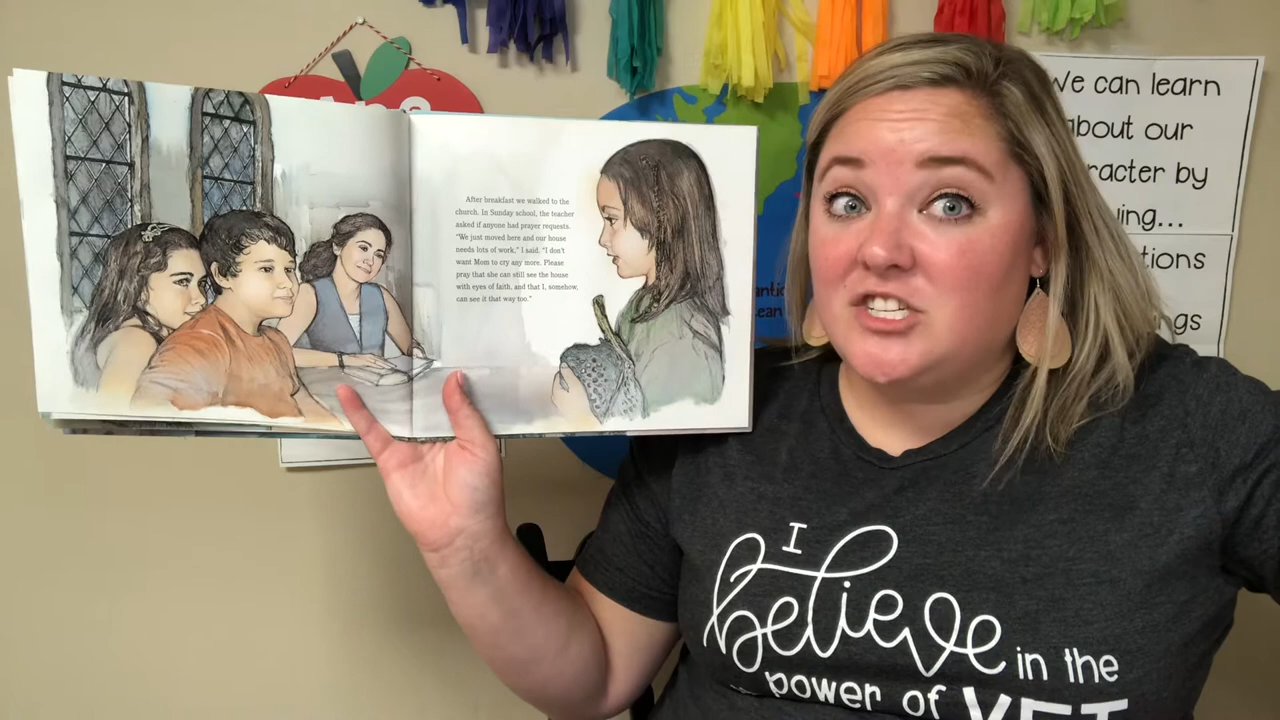 After breakfast we walked to the
church. In Sunday school, the teacher
asked if anyone had prayer requests.
"We just moved here and our house
needs lots of work," I said. "I don't
want Mom to cry any more. Please
pray that she can still see the house
with eyes of faith, and that I, somehow,
can see it that way too."
We can learn
about our
by
I
believe in the
power of YET